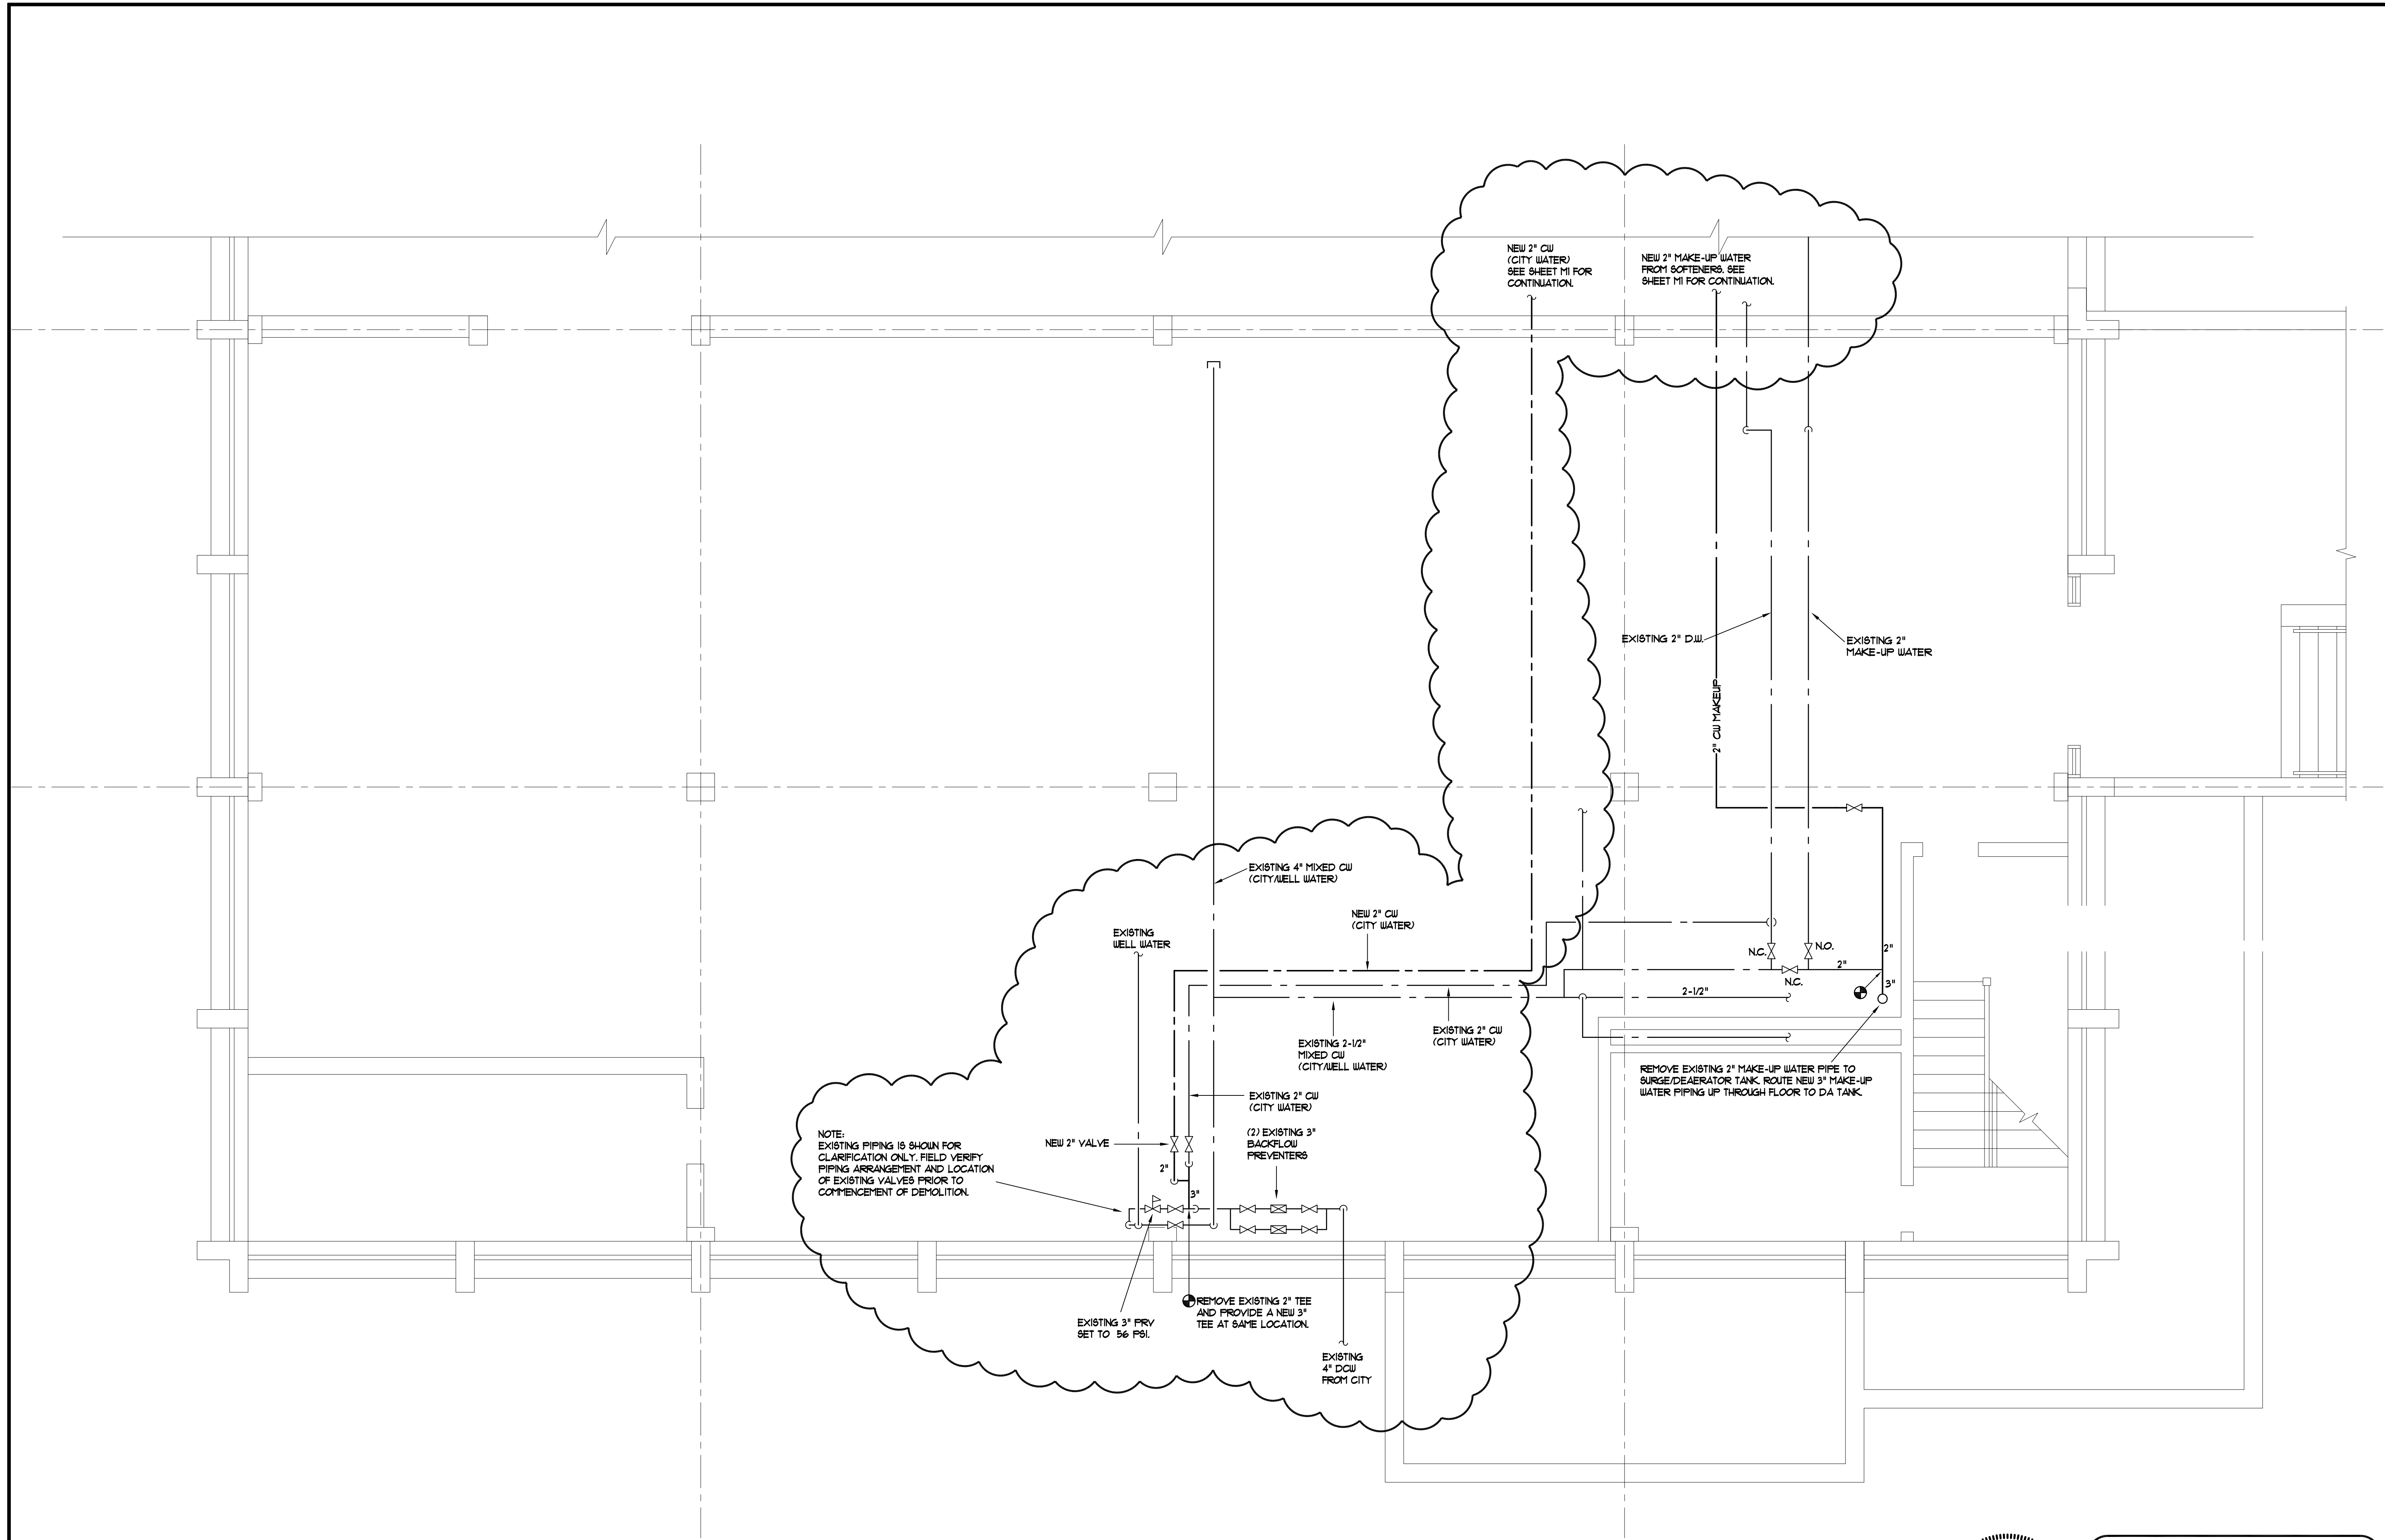 NEW 2" CW
(CITY WATER)
SEE SHEET M1 FOR
CONTINUATION.
NEW 2" MAKE-UP WATER
FROM SOFTENERS. SEE
SHEET M1 FOR CONTINUATION.
EXISTING 2" D.W.
EXISTING 2"
MAKE-UP WATER
2" CW MAKEUP
EXISTING 4" MIXED CW
(CITY/WELL WATER)
NEW 2" CW
(CITY WATER)
EXISTING
WELL WATER
N.C.
N.O.
2"
2"
N.C.
3"
2-1/2"
EXISTING 2" CW
(CITY WATER)
EXISTING 2-1/2"
MIXED CW
(CITY/WELL WATER)
REMOVE EXISTING 2" MAKE-UP WATER PIPE TO
SURGE/DEAERATOR TANK. ROUTE NEW 3" MAKE-UP
WATER PIPING UP THROUGH FLOOR TO DA TANK.
EXISTING 2" CW
(CITY WATER)
NOTE:
EXISTING PIPING IS SHOWN FOR
CLARIFICATION ONLY. FIELD VERIFY
PIPING ARRANGEMENT AND LOCATION
OF EXISTING VALVES PRIOR TO
COMMENCEMENT OF DEMOLITION.
NEW 2" VALVE
(2) EXISTING 3"
BACKFLOW
PREVENTERS
2"
3"
REMOVE EXISTING 2" TEE
AND PROVIDE A NEW 3"
TEE AT SAME LOCATION.
EXISTING 3" PRV
SET TO 56 PSI.
EXISTING
4" DCW
FROM CITY